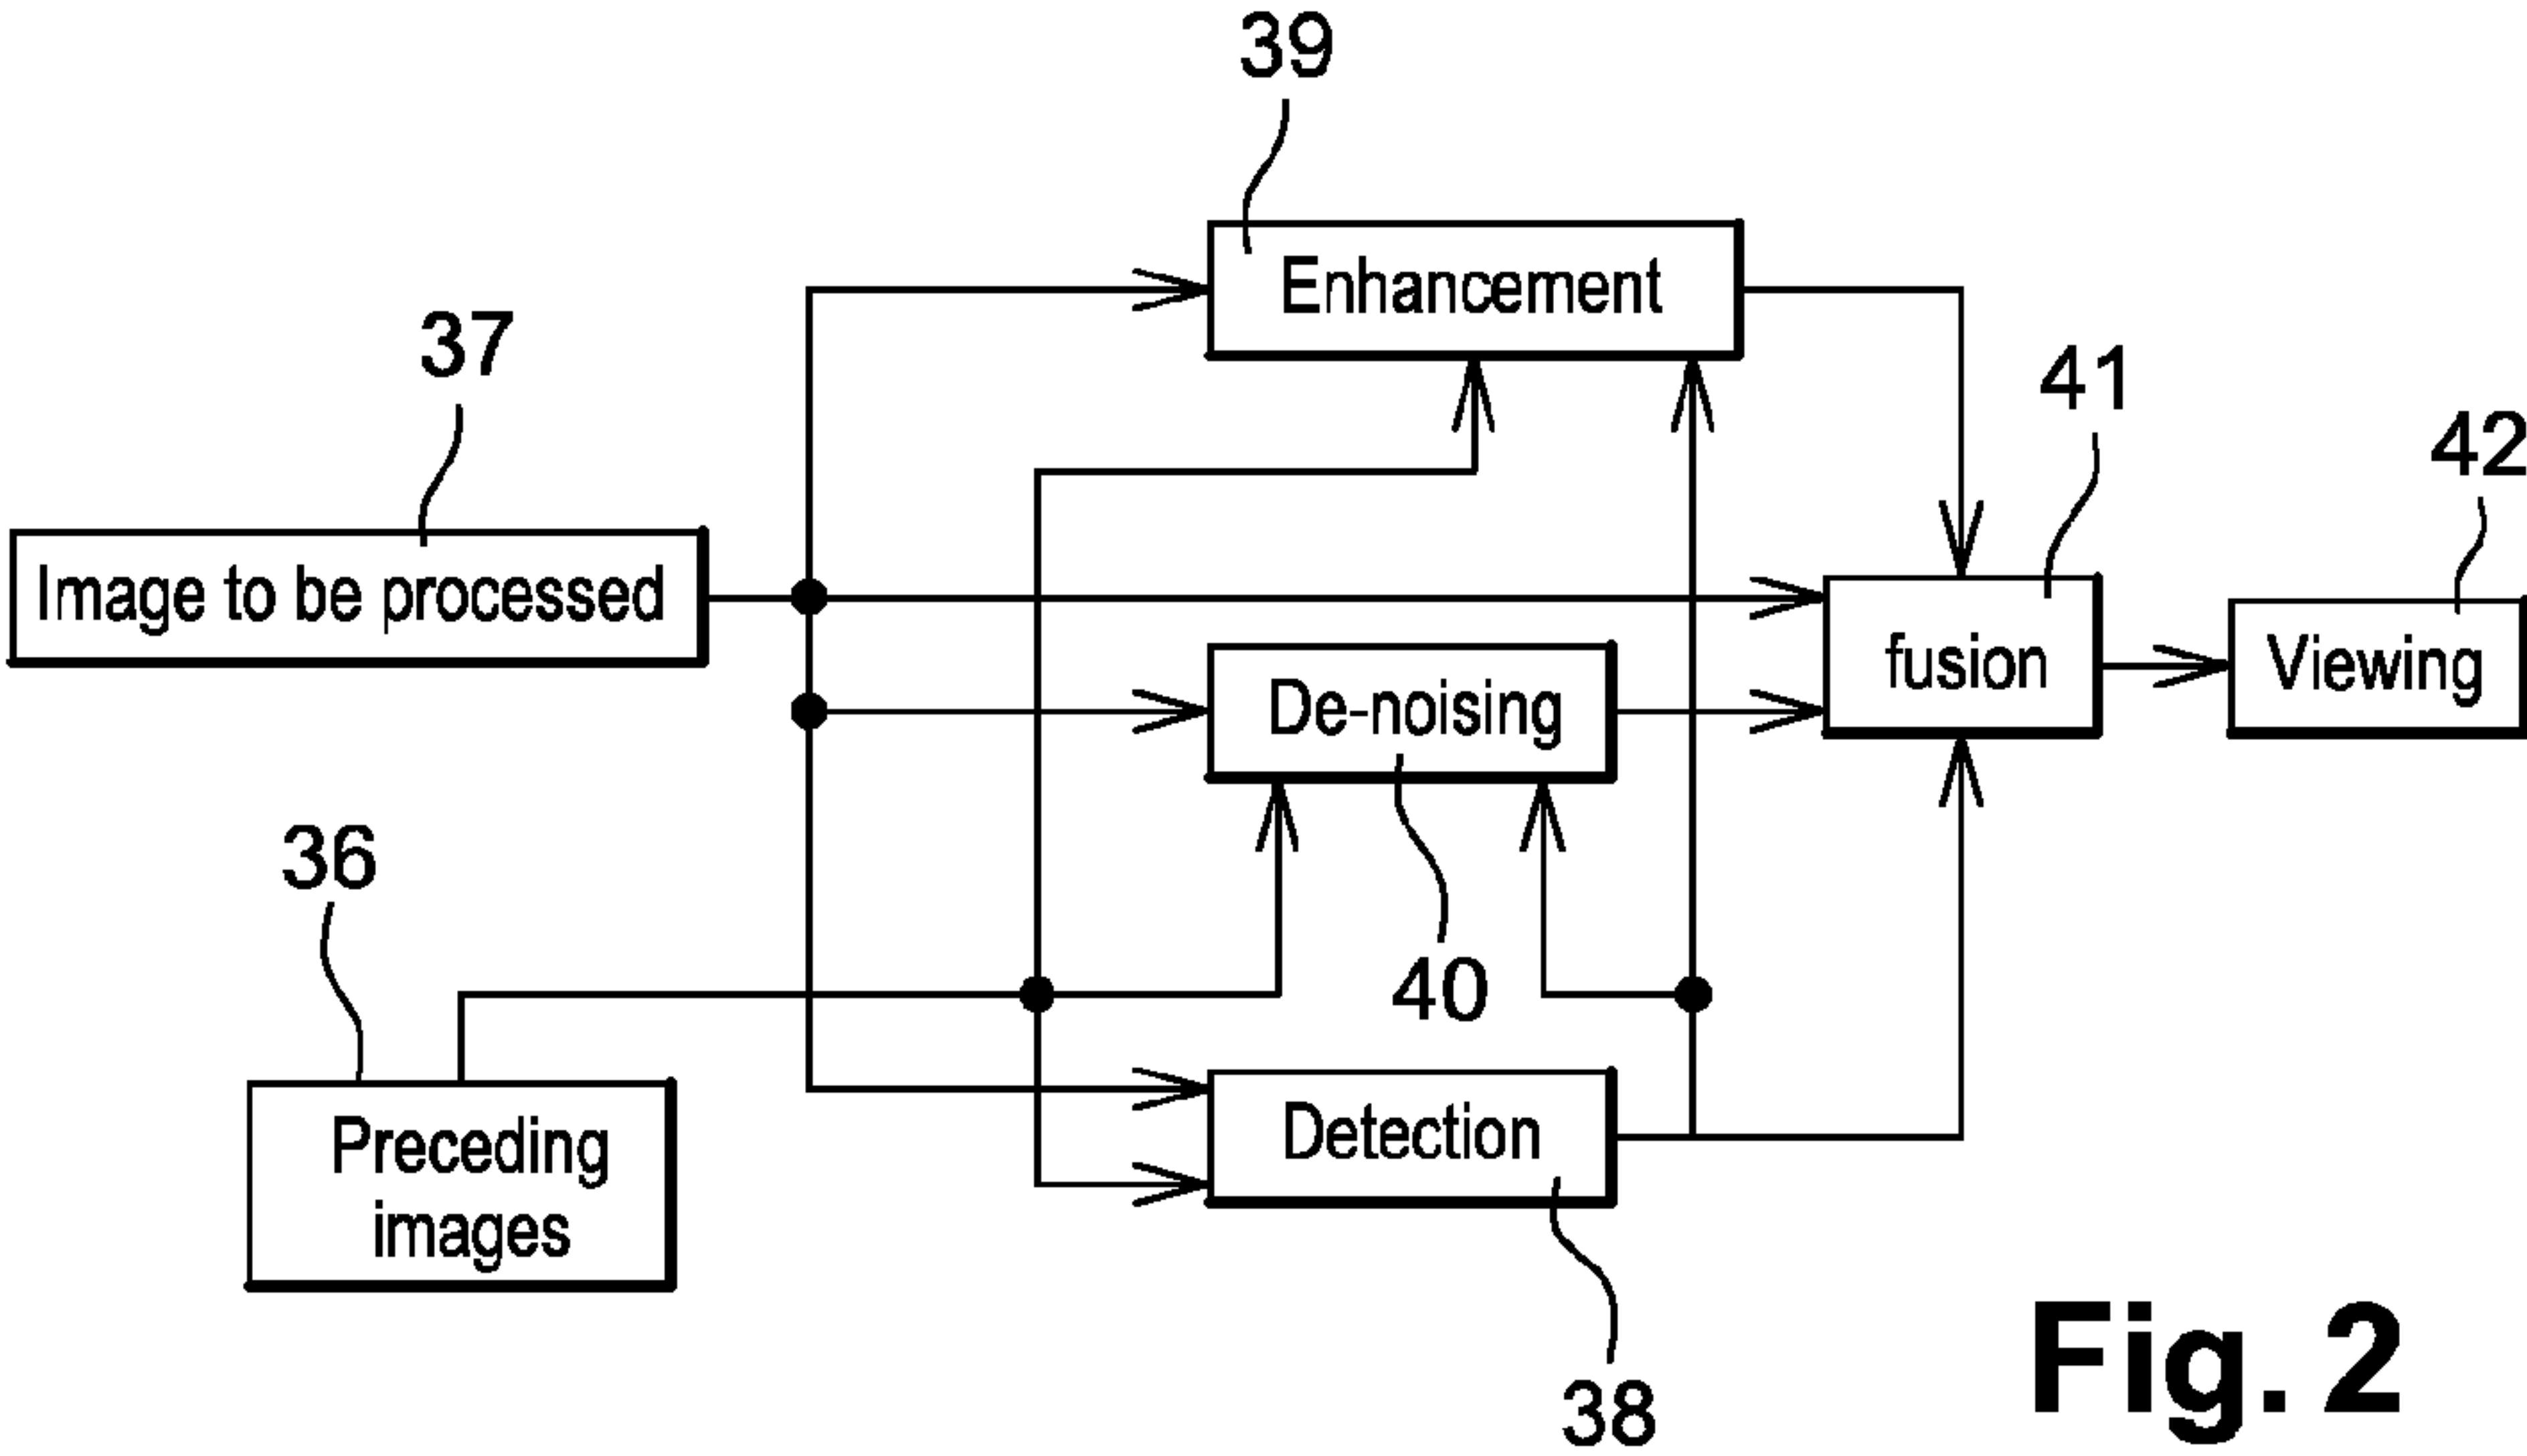 39
Enhancement
37
41
42
Image to be processed
fusion
Viewing
De-noising
36
40
Preceding
images
Detection
38
Fig. 2